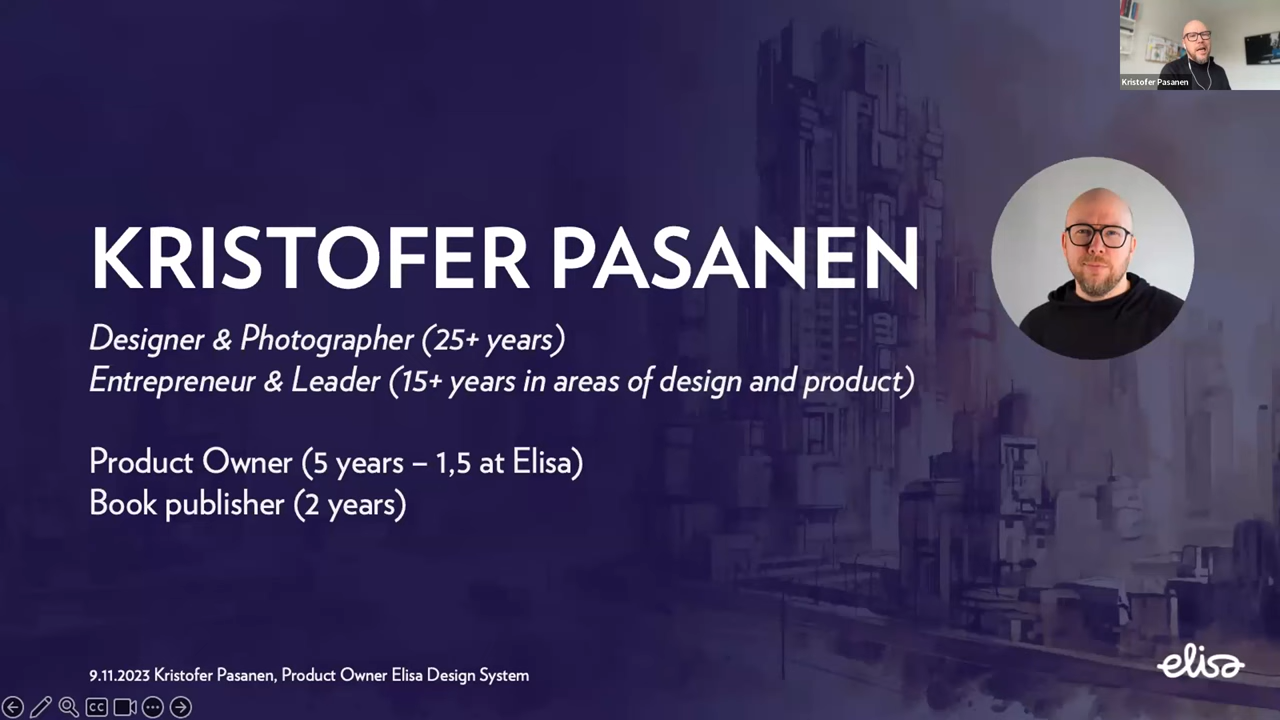 Kristofer Pasanen
KRISTOFER PASANEN
Designer & Photographer (25+ years)
Entrepreneur & Leader (15+ years in areas of design and product)
Product Owner (5 years – 1,5 at Elisa)
Book publisher (2 years)
9.11.2023 Kristofer Pasanen, Product Owner Elisa Design System
elisa
CC